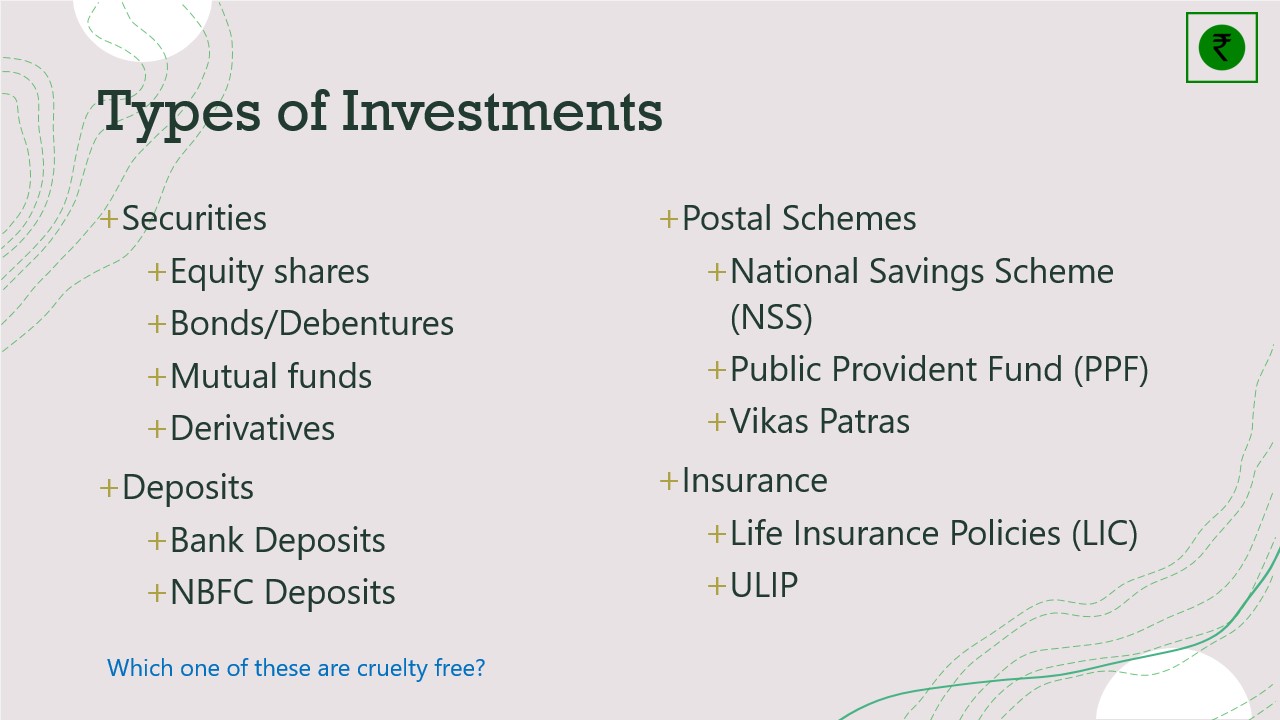 ₹
Types of Investments
+Securities
+Equity shares
+Bonds/Debentures
+Mutual funds
+Derivatives
+Deposits
+Bank Deposits
+NBFC Deposits
+Postal Schemes
+National Savings Scheme
(NSS)
+Public Provident Fund (PPF)
+Vikas Patras
+Insurance
+Life Insurance Policies (LIC)
+ULIP
Which one of these are cruelty free?